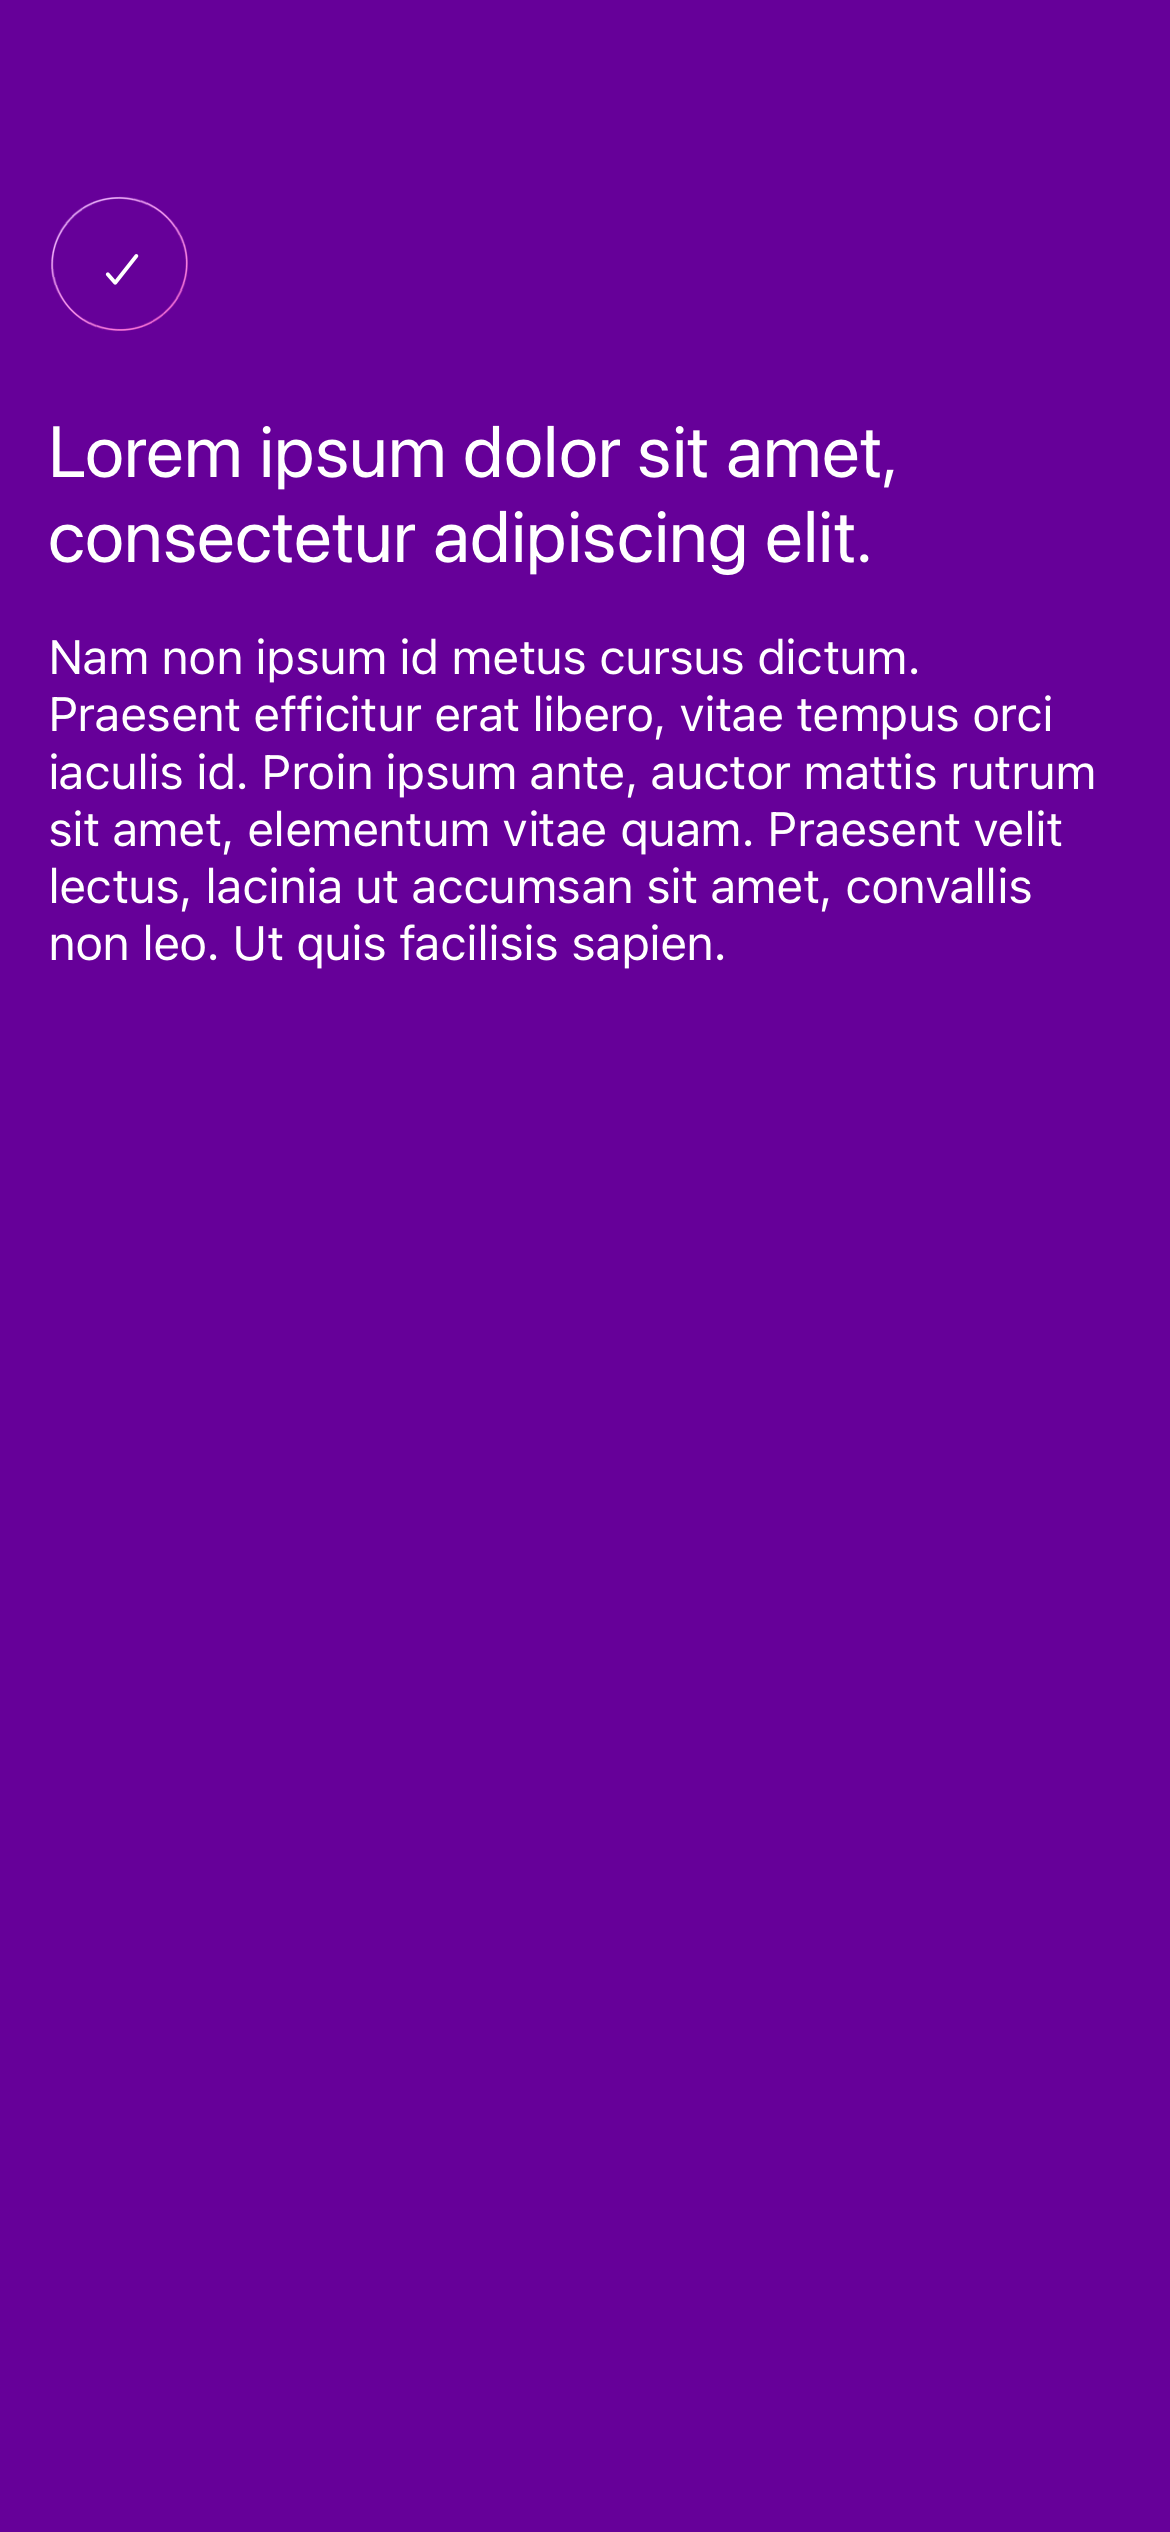 Lorem ipsum dolor sit amet,
consectetur adipiscing elit.
Nam non ipsum id metus cursus dictum.
Praesent efficitur erat libero, vitae tempus orci
iaculis id. Proin ipsum ante, auctor mattis rutrum
sit amet, elementum vitae quam. Praesent velit
lectus, lacinia ut accumsan sit amet, convallis
non leo. Ut quis facilisis sapien.